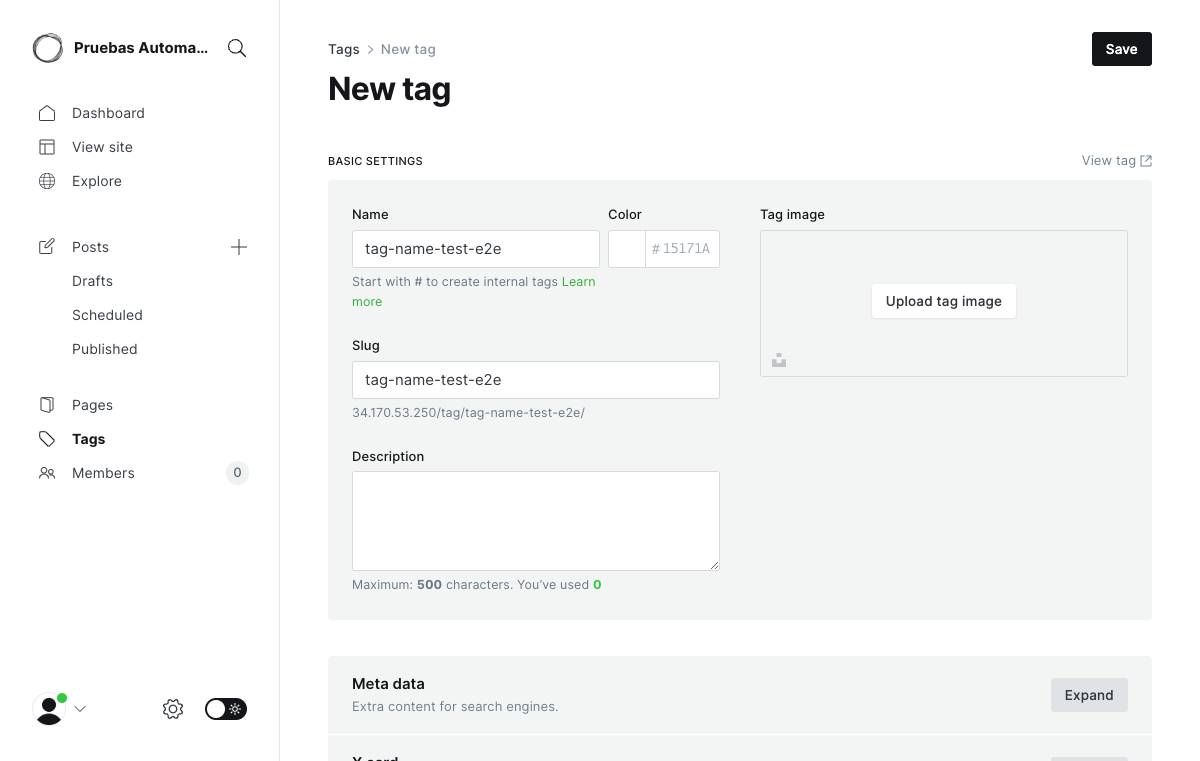 Pruebas Automa...
Dashboard
View site
Explore
Posts
Drafts
Scheduled
Published
Pages
Tags
Members 0
Tags > New tag
Save
New tag
BASIC SETTINGS
View tag
Name
Color
Tag image
tag-name-test-e2e
# 15171A
Start with # to create internal tags Learn
more
Upload tag image
Slug
tag-name-test-e2e
34.170.53.250/tag/tag-name-test-e2e/
Description
Maximum: 500 characters. You’ve used 0
Meta data
Extra content for search engines.
Expand
X card